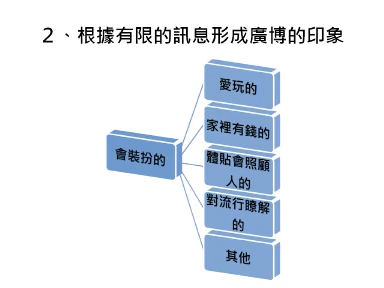 2、根據有限的訊息形成廣博的印象
愛玩的
家裡有錢的
會裝扮的
體貼會照顧
人的
對流行瞭解
的
其他